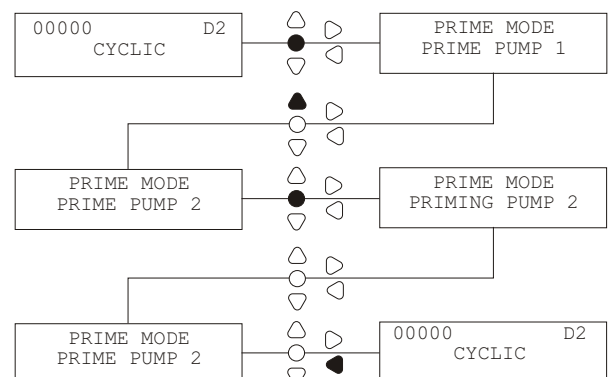 00000 D2
CYCLIC
PRIME MODE
PRIME PUMP 1
PRIME MODE
PRIME PUMP 2
PRIME MODE
PRIMING PUMP 2
PRIME MODE
PRIME PUMP 2
00000 D2
CYCLIC